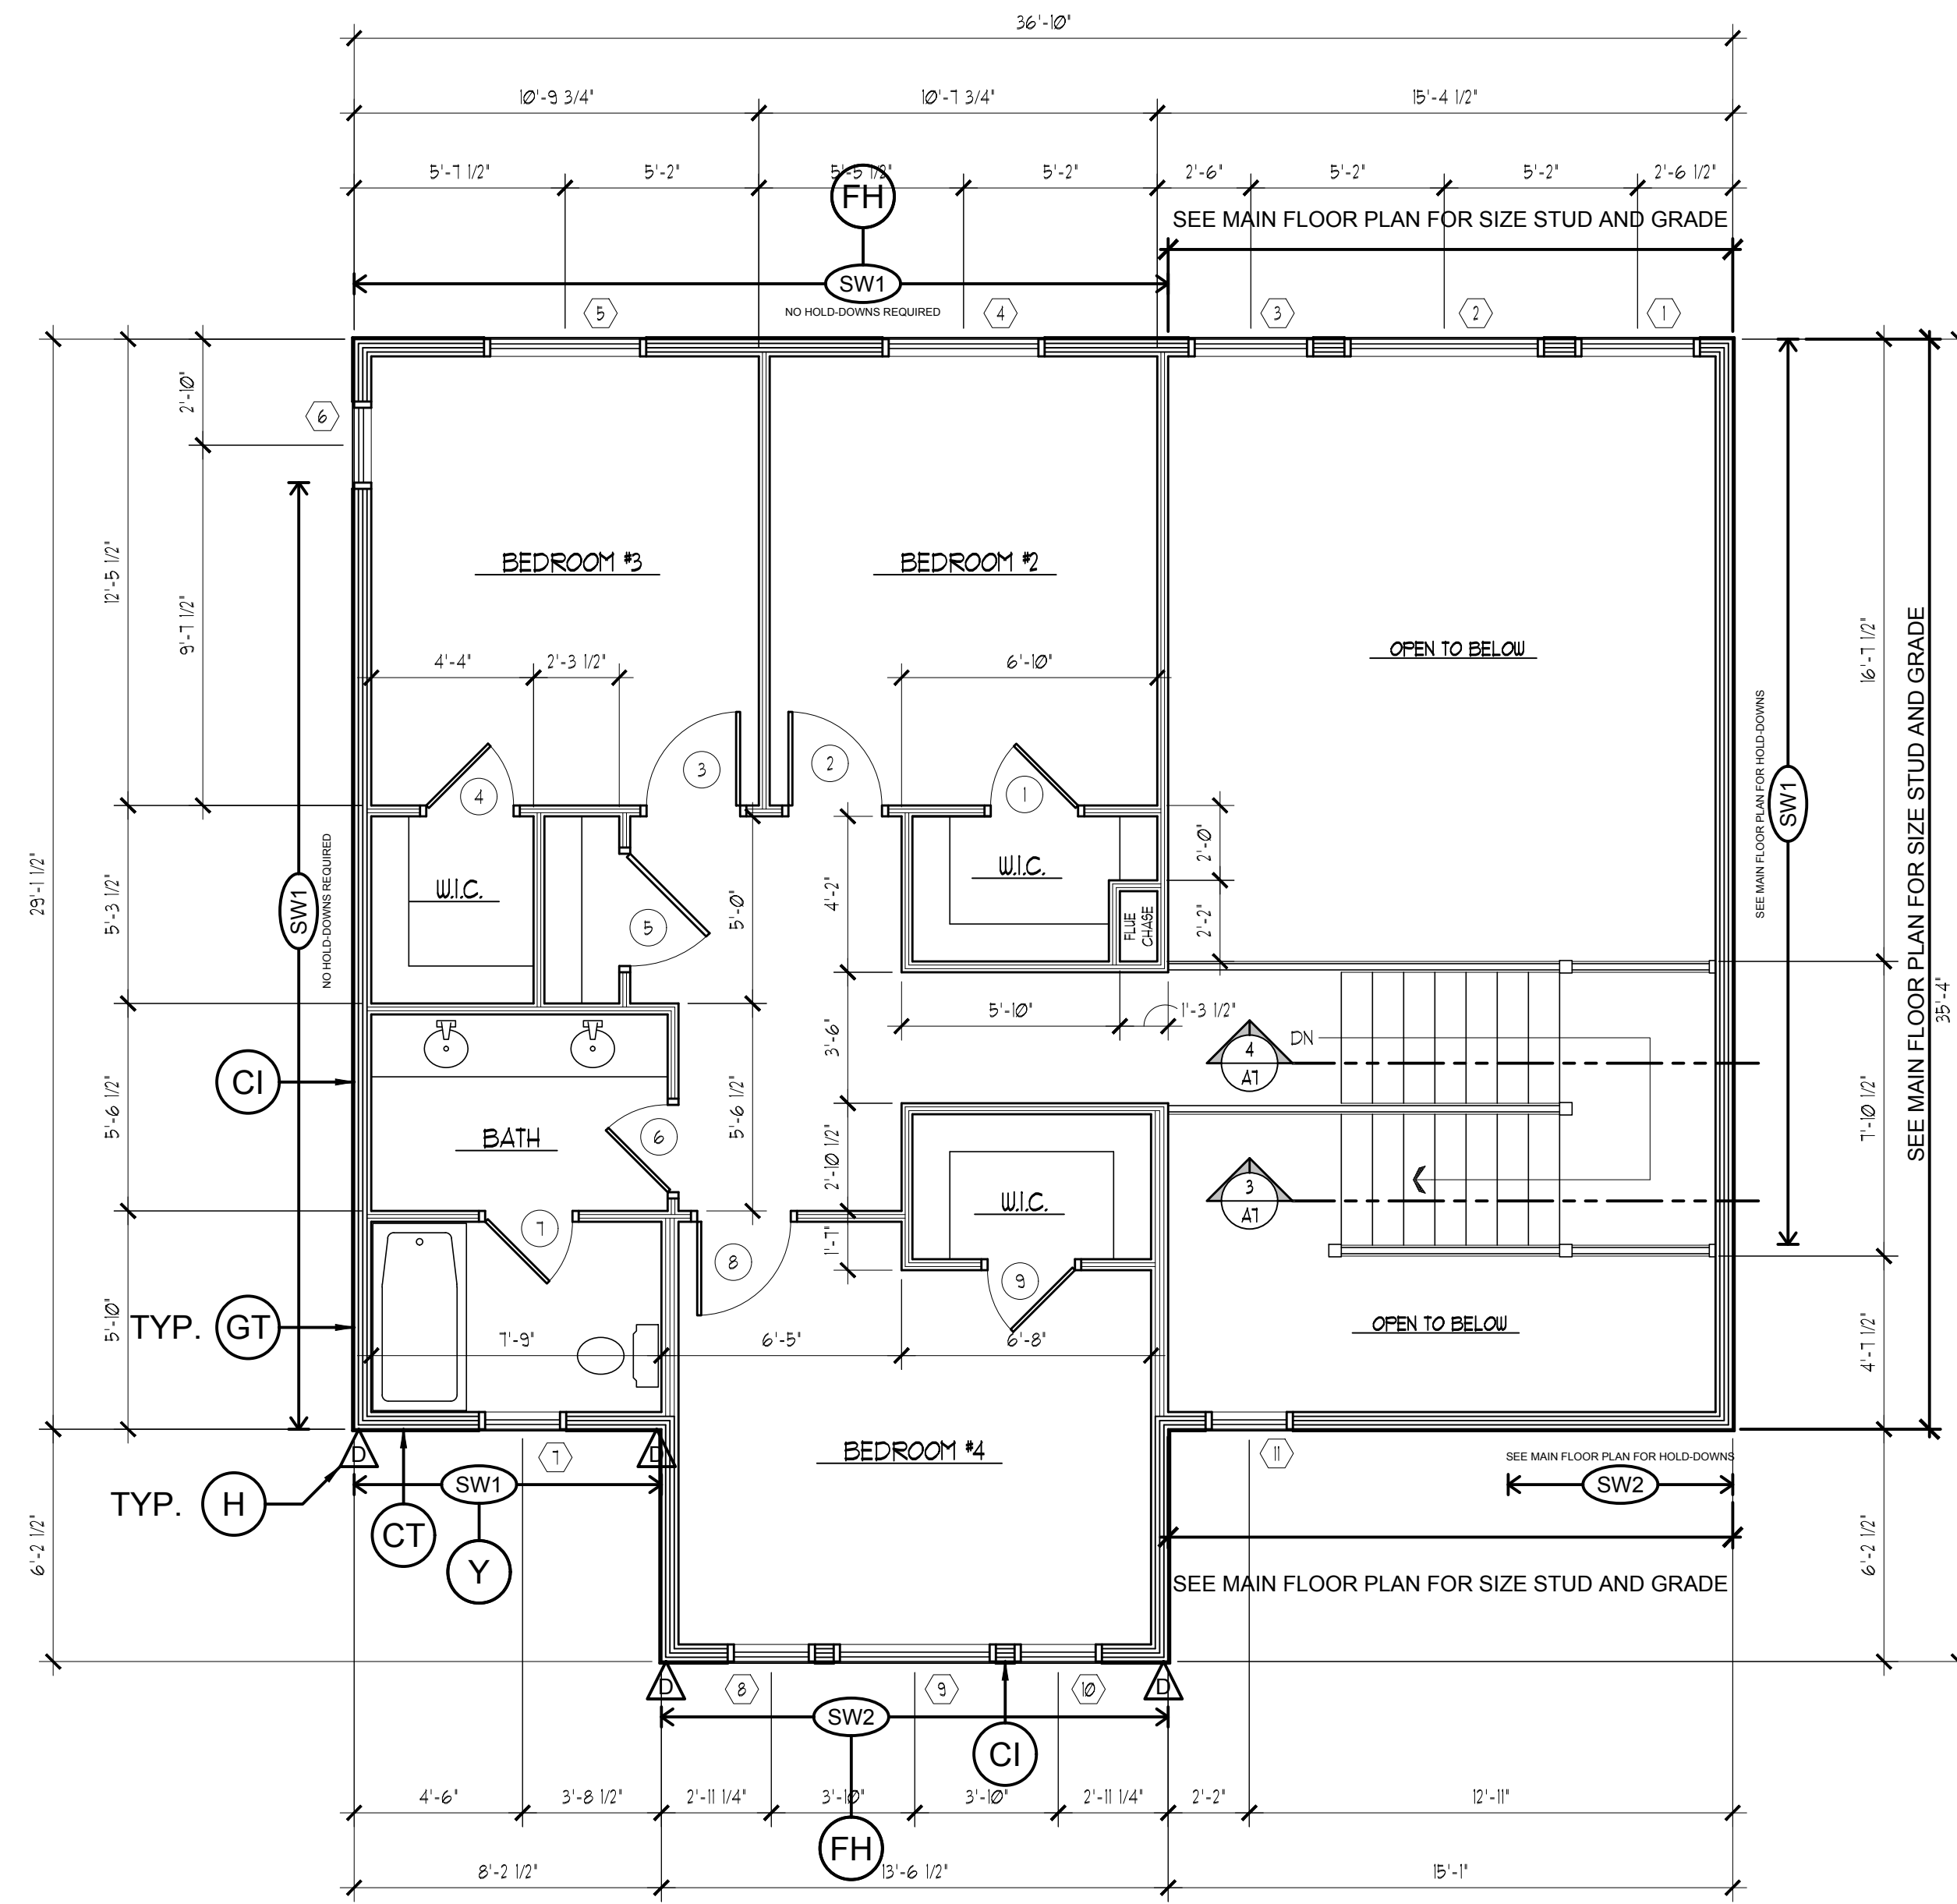 36'-10"
10'-9 3/4" 10'-7 3/4" 15'-4 1/2"
5'-7 1/2" 5'-2" 5'-5 1/2" 5'-2" 2'-6" 5'-2" 5'-2" 2'-6 1/2"
FH
SEE MAIN FLOOR PLAN FOR SIZE STUD AND GRADE
SW1
NO HOLD-DOWNS REQUIRED
5 4 3 2 1
2'-10"
6
12'-5 1/2"
9'-7 1/2"
BEDROOM #3 BEDROOM #2
OPEN TO BELOW
16'-7 1/2"
SEE MAIN FLOOR PLAN FOR SIZE STUD AND GRADE
SEE MAIN FLOOR PLAN FOR HOLD-DOWNS
SW1
4'-4" 2'-3 1/2" 6'-10"
4 3 2 1
29'-1 1/2"
5'-3 1/2"
SW1
NO HOLD-DOWNS REQUIRED
W.I.C.
5
5'-0"
4'-2"
W.I.C.
FLUE
CHASE
2'-0"
2'-2"
35'-4"
5'-10" 1'-3 1/2"
3'-6"
DN
4
A7
CI
5'-6 1/2"
BATH
6
5'-6 1/2"
2'-10 1/2"
7'-10 1/2"
W.I.C.
3
A7
7
8
1'-7"
9
TYP. GT
5'-10"
7'-9" 6'-5" 6'-8"
OPEN TO BELOW
4'-7 1/2"
BEDROOM #4
D D
7
11
SEE MAIN FLOOR PLAN FOR HOLD-DOWNS
SW1
SW2
TYP. H
CT
Y
6'-2 1/2"
6'-2 1/2"
SEE MAIN FLOOR PLAN FOR SIZE STUD AND GRADE
D 8 9 10 D
SW2
CI
4'-6" 3'-8 1/2" 2'-11 1/4" 3'-10" 3'-10" 2'-11 1/4" 2'-2" 12'-11"
FH
8'-2 1/2" 13'-6 1/2" 15'-1"